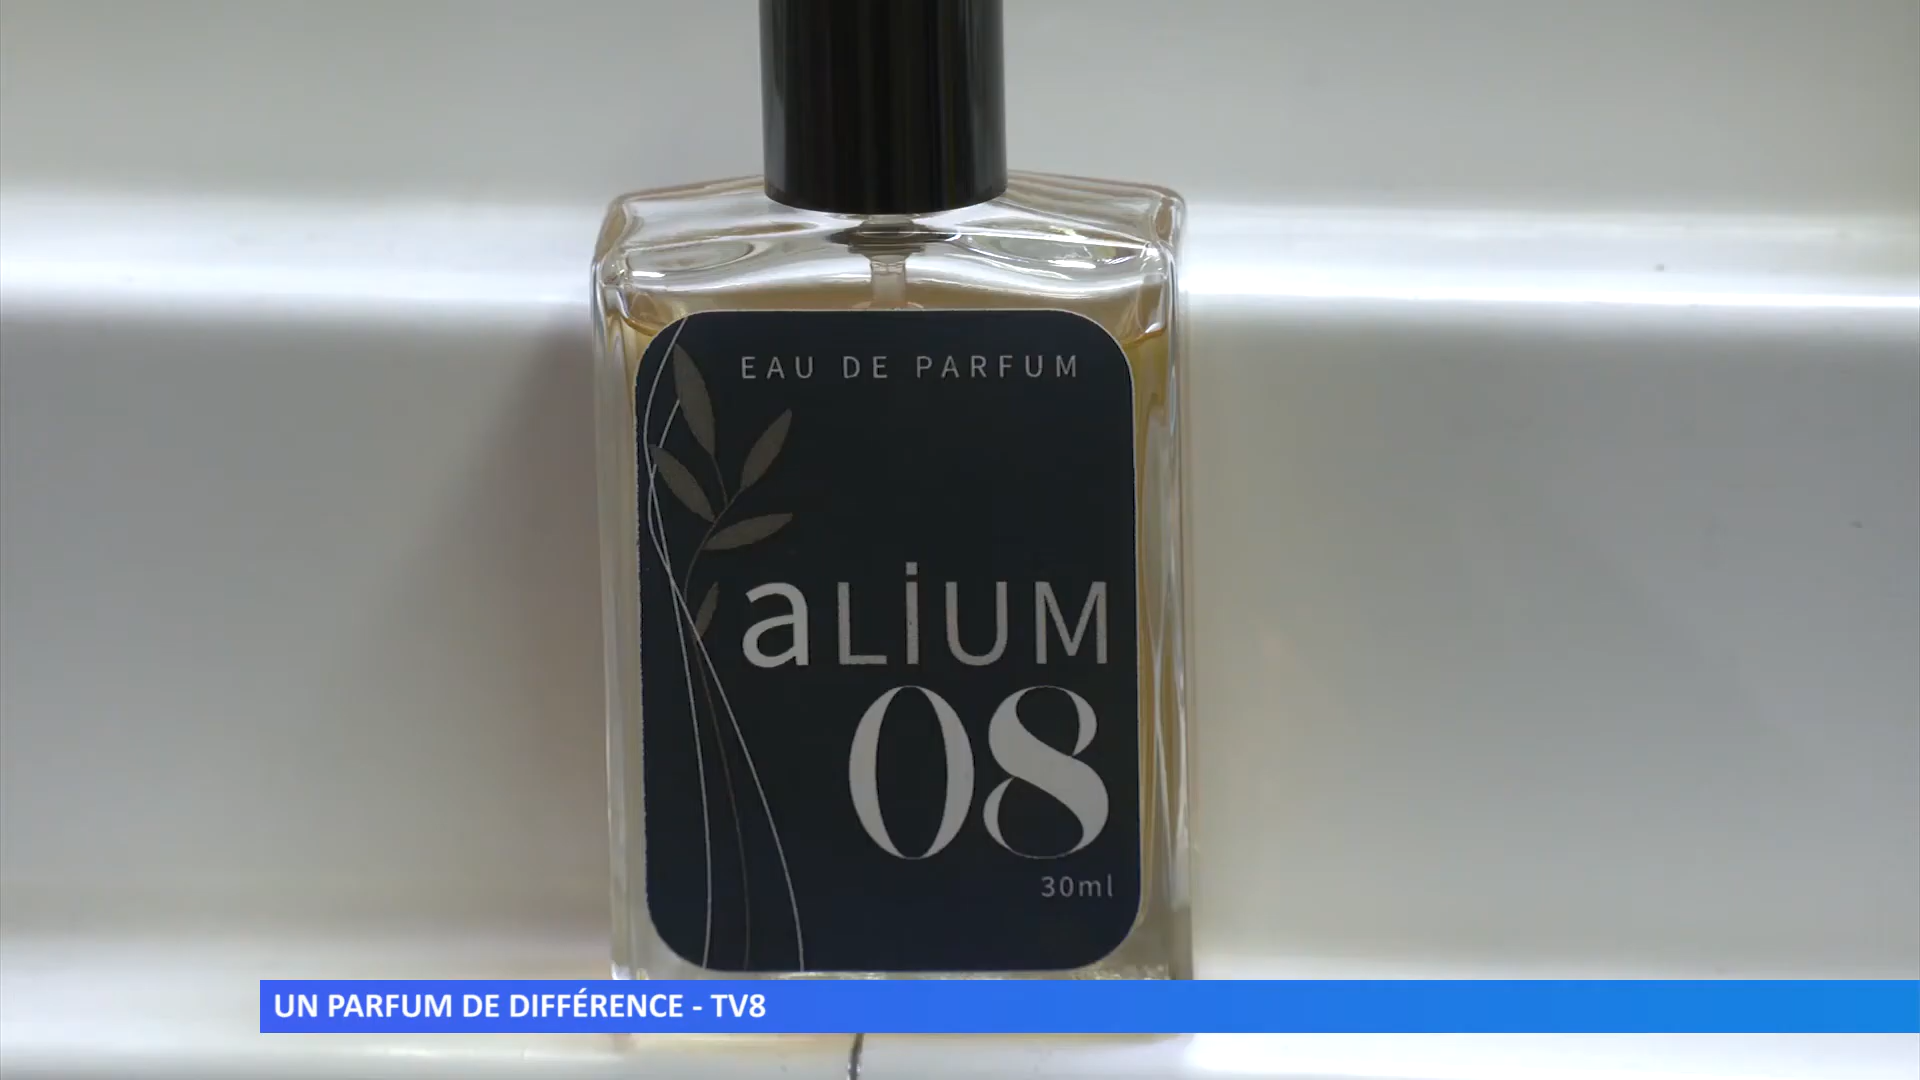 EAU DE PARFUM
aLiUM
08
30ml
UN PARFUM DE DIFFÉRENCE - TV8